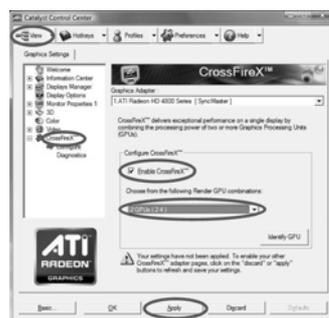 Catalyst Control Center
View Hotkeys Profiles Preferences Help
Graphics Settings
Welcome
Information Center
Displays Manager
Display Options
Monitor Properties 1
3D
Color
Video
CrossFireX
Configure
Diagnostics
CrossFireX™
Graphics Adapter
1.ATI Radeon HD 4800 Series [SyncMaster]
CrossFireX™ delivers exceptional performance on a single display by
combining the processing power of two or more Graphics Processing Units
(GPUs).
Configure CrossFireX™
Enable CrossFireX™
Choose from the following Render GPU combinations:
2 GPUs
Identify GPU
Your settings have not been applied. To enable your other
CrossFireX™ adapter pages, click on the "discard" or "apply"
buttons to refresh and save your settings.
ATI
RADEON
GRAPHICS
Basic... OK Apply Discard Defaults